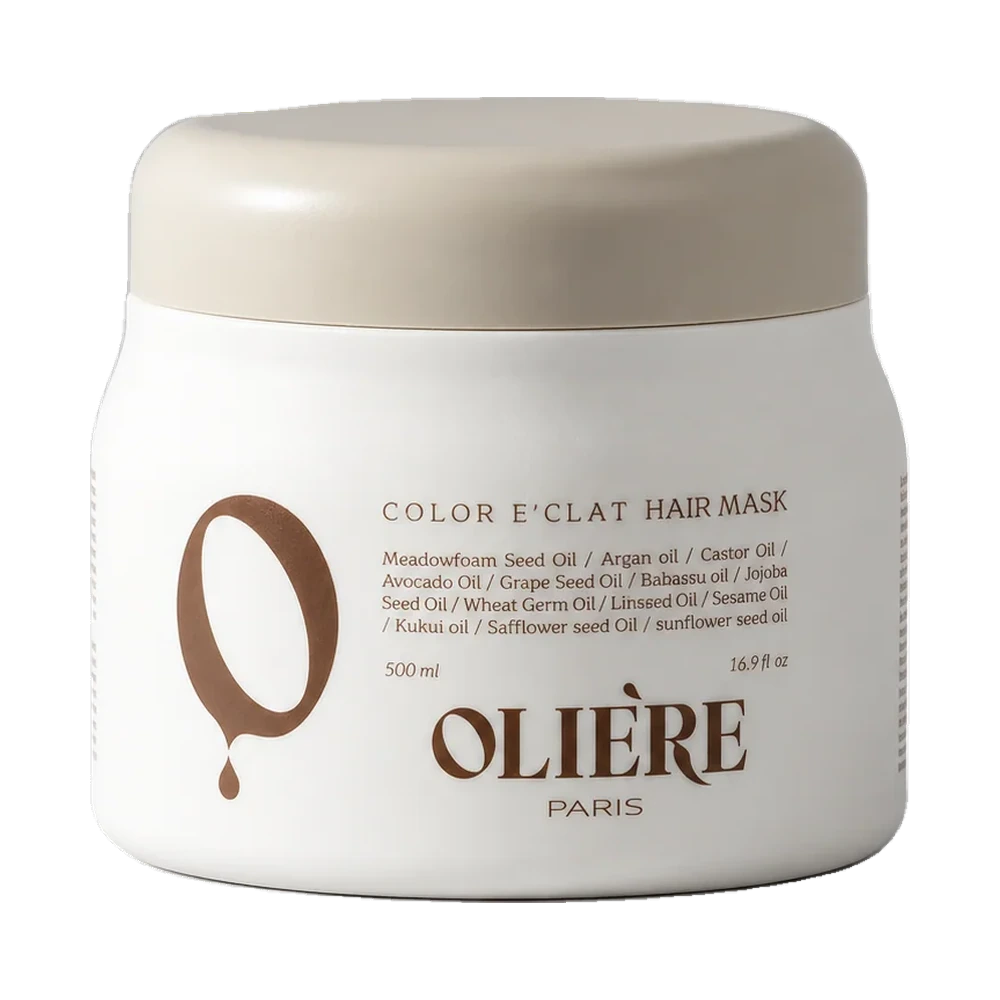 COLOR E'CLAT HAIR MASK
Meadowfoam Seed Oil / Argan oil / Castor Oil /
Avocado Oil / Grape Seed Oil / Babassu oil / Jojoba
Seed Oil / Wheat Germ Oil / Linssed Oil / Sesame Oil
/ Kukui oil / Safflower seed Oil / sunflower seed oil
500 ml 16.9 fl oz
OLIÈRE
PARIS